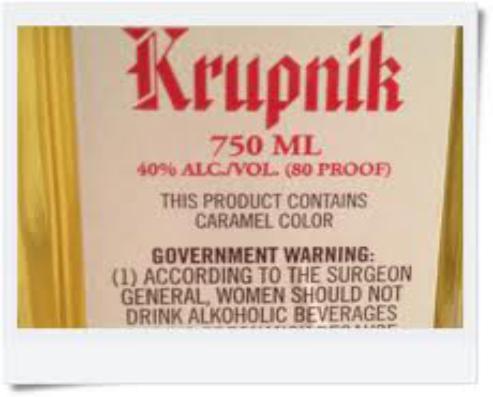 Krupnik
750 ML
40% ALC./VOL. (80 PROOF)
THIS PRODUCT CONTAINS
CARAMEL COLOR
GOVERNMENT WARNING:
(1) ACCORDING TO THE SURGEON
GENERAL, WOMEN SHOULD NOT
DRINK ALKOHOLIC BEVERAGES